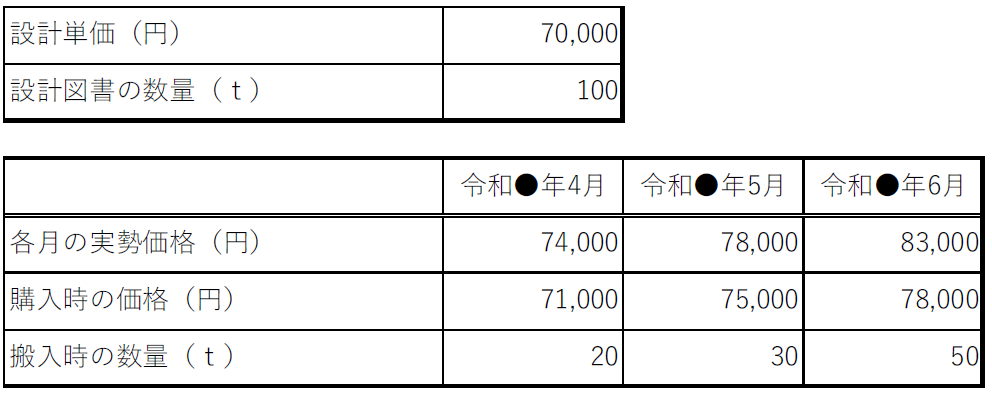 設計単価（円） 70,000
設計図書の数量（ｔ） 100
令和●年4月 令和●年5月 令和●年6月
各月の実勢価格（円） 74,000 78,000 83,000
購入時の価格（円） 71,000 75,000 78,000
搬入時の数量（ｔ） 20 30 50